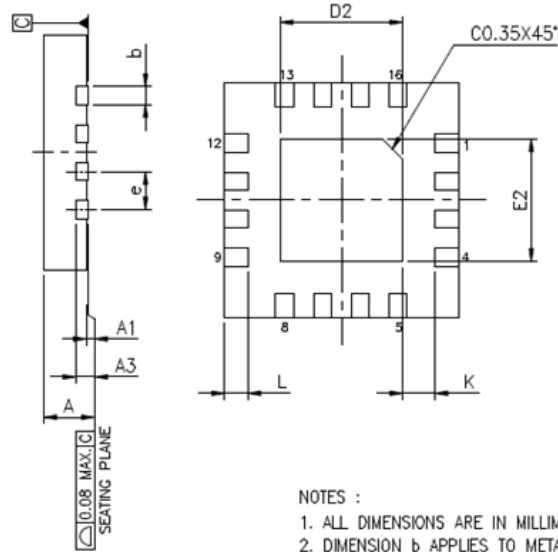 D2
C
C0.35X45°
b
13
16
12
1
e
E2
9
4
8
5
A1
A3
L
K
A
0.08 MAX. C
SEATING PLANE
NOTES :
1. ALL DIMENSIONS ARE IN MILLIM
2. DIMENSION b APPLIES TO META